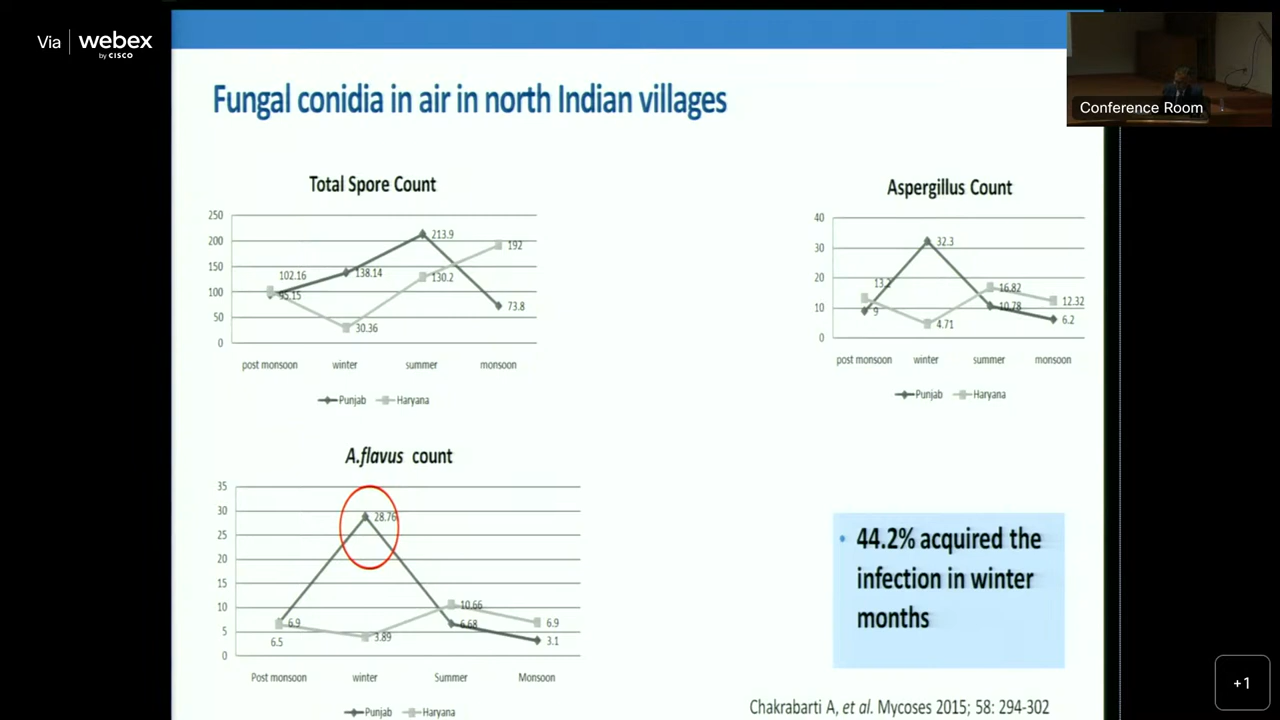 Via webex
by CISCO
Conference Room
Fungal conidia in air in north Indian villages
Total Spore Count
250
200
150
100
50
0
102.16
95.15
138.14
30.36
213.9
130.2
192
73.8
post monsoon winter summer monsoon
Punjab Haryana
Aspergillus Count
40
30
20
10
0
13.2
9
32.3
4.71
16.82
10.78
12.32
6.2
post monsoon winter summer monsoon
Punjab Haryana
A.flavus count
35
30
25
20
15
10
5
0
6.9
6.5
28.76
3.89
10.66
6.68
6.9
3.1
Post monsoon winter Summer Monsoon
Punjab Haryana
• 44.2% acquired the
infection in winter
months
Chakrabarti A, et al. Mycoses 2015; 58: 294-302
+1